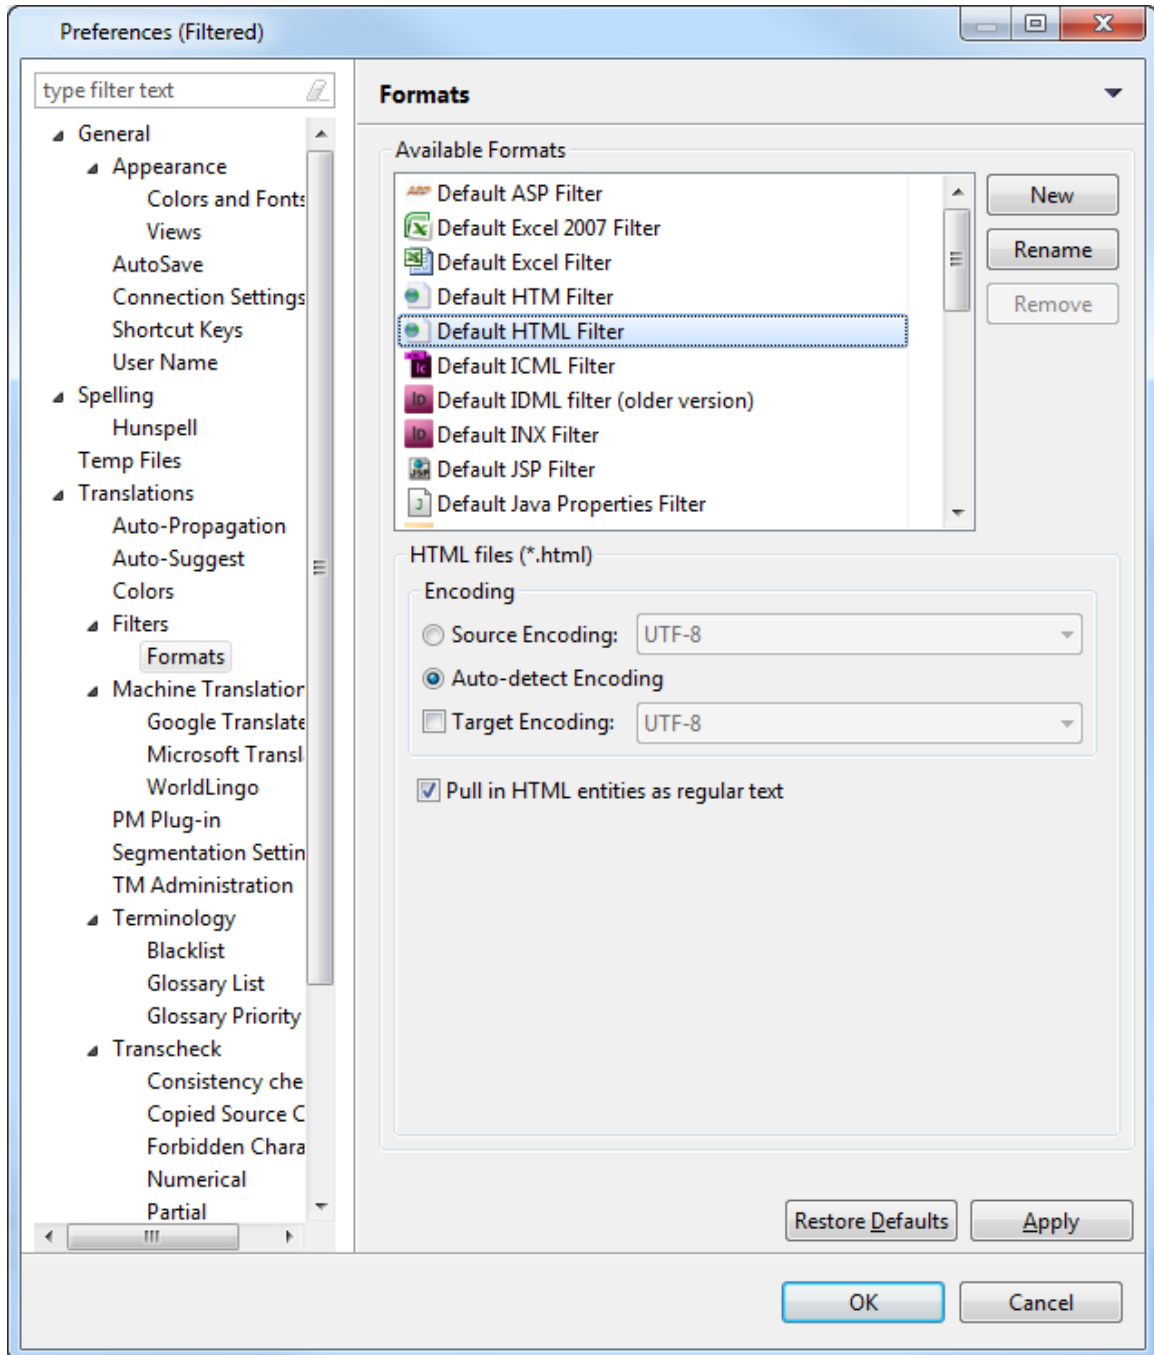 Preferences (Filtered)
type filter text
General
Appearance
Colors and Fonts
Views
AutoSave
Connection Settings
Shortcut Keys
User Name
Spelling
Hunspell
Temp Files
Translations
Auto-Propagation
Auto-Suggest
Colors
Filters
Formats
Machine Translation
Google Translate
Microsoft Transl
WorldLingo
PM Plug-in
Segmentation Settin
TM Administration
Terminology
Blacklist
Glossary List
Glossary Priority
Transcheck
Consistency che
Copied Source C
Forbidden Chara
Numerical
Partial
Formats
Available Formats
Default ASP Filter
Default Excel 2007 Filter
Default Excel Filter
Default HTM Filter
Default HTML Filter
Default ICML Filter
Default IDML filter (older version)
Default INX Filter
Default JSP Filter
Default Java Properties Filter
New
Rename
Remove
HTML files (*.html)
Encoding
Source Encoding: UTF-8
Auto-detect Encoding
Target Encoding: UTF-8
Pull in HTML entities as regular text
Restore Defaults Apply
OK Cancel